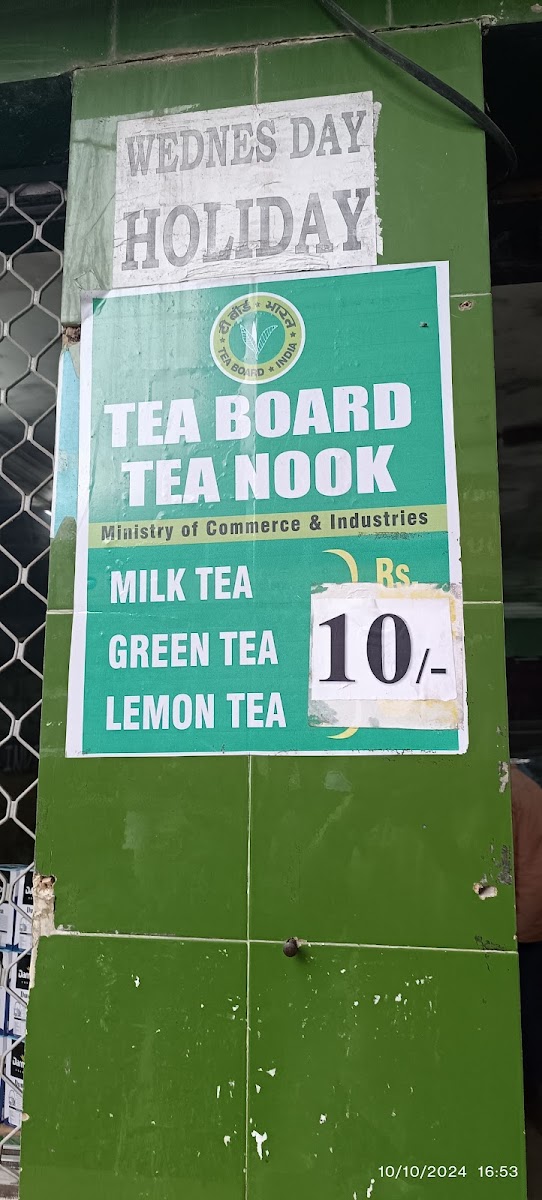 WEDNES DAY
HOLIDAY
टी बोर्ड ★ भारत
TEA BOARD ★ INDIA
TEA BOARD
TEA NOOK
Ministry of Commerce & Industries
MILK TEA
Rs.
GREEN TEA
10/-
LEMON TEA
10/10/2024 16:53